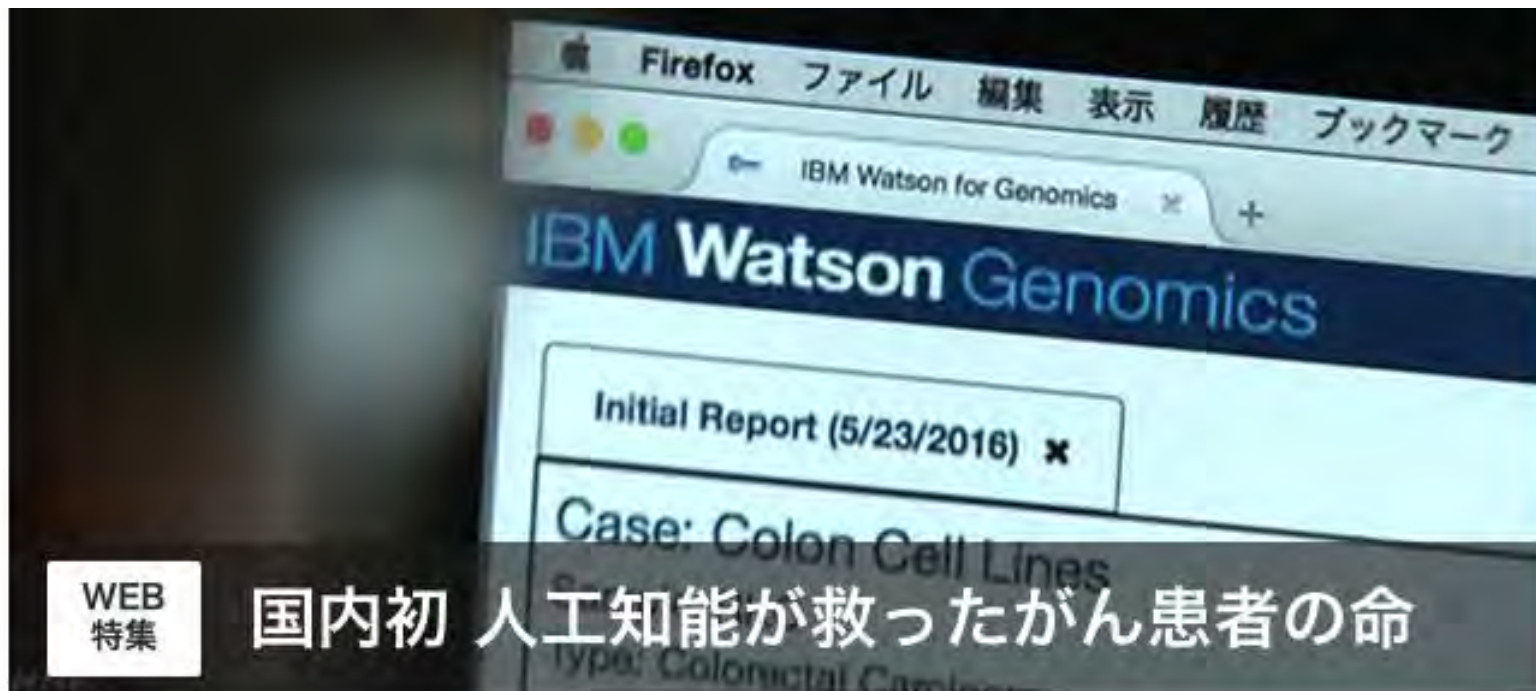 Firefox ファイル 編集 表示 履歴 ブックマーク
IBM Watson for Genomics
IBM Watson Genomics
Initial Report (5/23/2016) ×
Case: Colon Cell Lines
Type: Colorectal
WEB
特集
国内初 人工知能が救ったがん患者の命